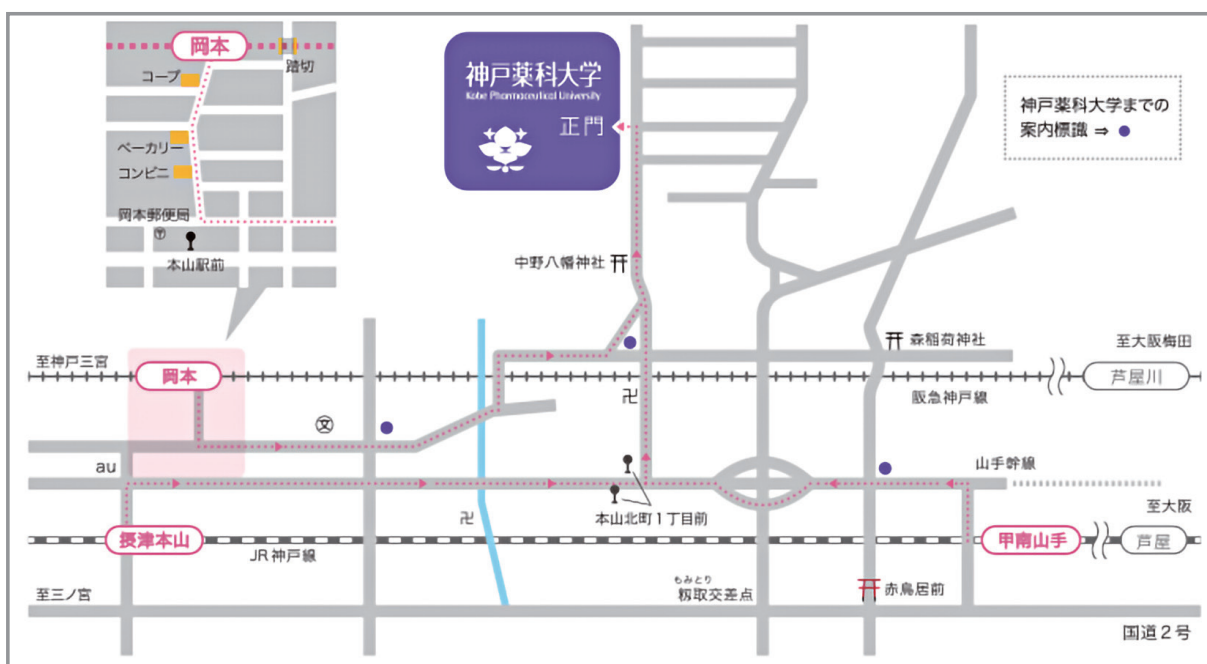 岡本
コープ
踏切
ベーカリー
コンビニ
岡本郵便局
〒
本山駅前
神戸薬科大学
Kobe Pharmaceutical University
正門
神戸薬科大学までの
案内標識 ⇒ ●
中野八幡神社
森稲荷神社
至神戸三宮
岡本
至大阪梅田
芦屋川
阪急神戸線
卍
文
au
山手幹線
本山北町1丁目前
卍
至大阪
摂津本山
JR神戸線
甲南山手
芦屋
至三ノ宮
もみとり
籾取交差点
赤鳥居前
国道2号